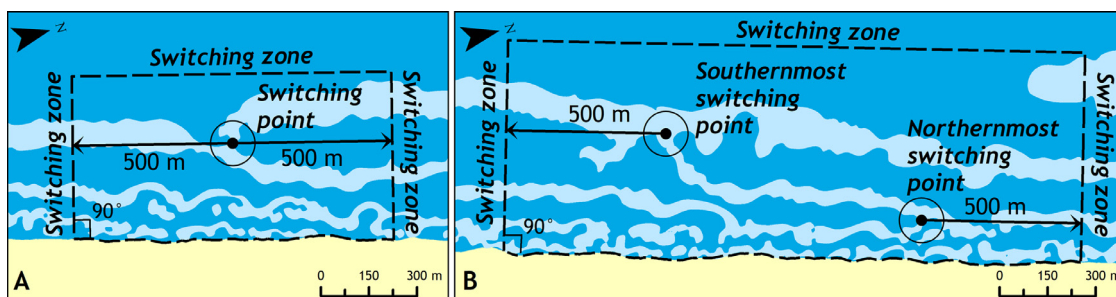 N
Switching zone
Switching zone
Switching
point
500 m
500 m
Switching zone
90°
A
0 150 300 m
N
Switching zone
Switching zone
Southernmost
switching
point
500 m
Northernmost
switching
point
500 m
Switching zone
90°
B
0 150 300 m